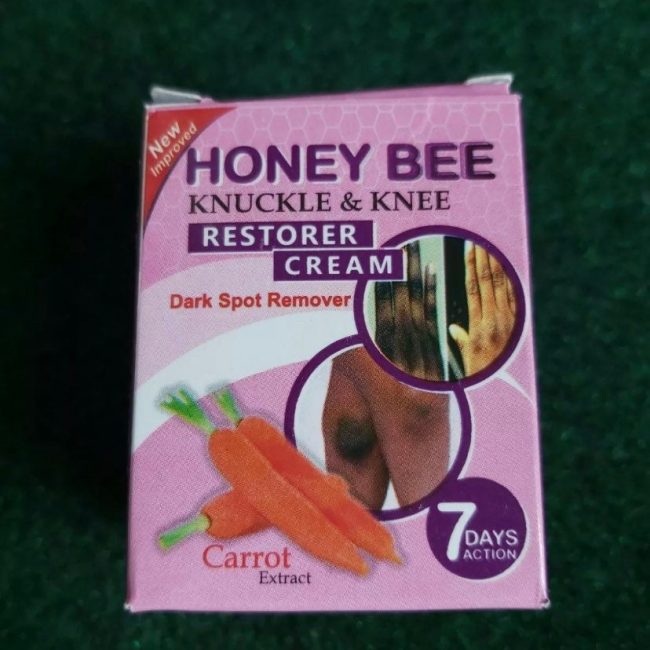 New
Improved
HONEY BEE
KNUCKLE & KNEE
RESTORER
CREAM
Dark Spot Remover
7 DAYS
ACTION
Carrot
Extract